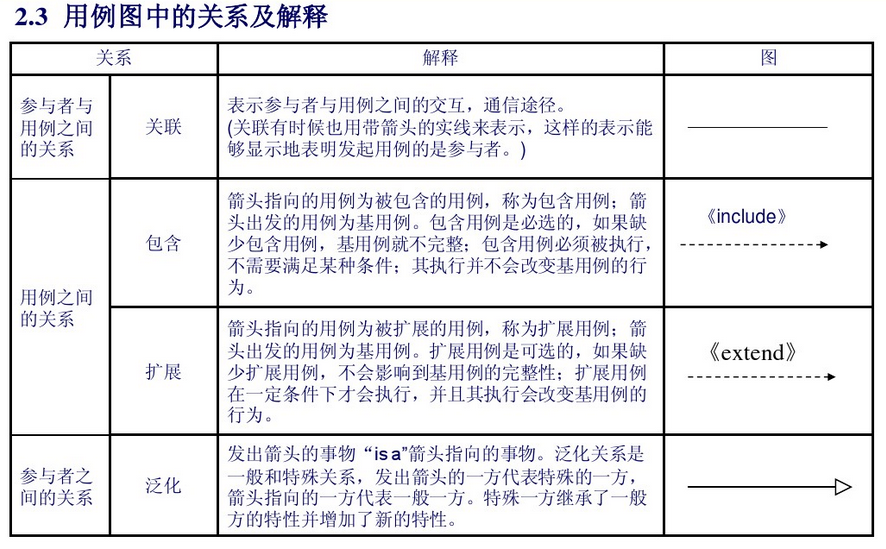 2.3 用例图中的关系及解释
关系
解释
图
参与者与
用例之间
的关系
关联
表示参与者与用例之间的交互，通信途径。
(关联有时候也用带箭头的实线来表示，这样的表示能
够显示地表明发起用例的是参与者。)
用例之间
的关系
包含
箭头指向的用例为被包含的用例，称为包含用例；箭
头出发的用例为基用例。包含用例是必选的，如果缺
少包含用例，基用例就不完整；包含用例必须被执行，
不需要满足某种条件；其执行并不会改变基用例的行
为。
《include》
扩展
箭头指向的用例为被扩展的用例，称为扩展用例；箭
头出发的用例为基用例。扩展用例是可选的，如果缺
少扩展用例，不会影响到基用例的完整性；扩展用例
在一定条件下才会执行，并且其执行会改变基用例的
行为。
《extend》
参与者之
间的关系
泛化
发出箭头的事物“is a”箭头指向的事物。泛化关系是
一般和特殊关系，发出箭头的一方代表特殊的一方，
箭头指向的一方代表一般一方。特殊一方继承了一般
方的特性并增加了新的特性。